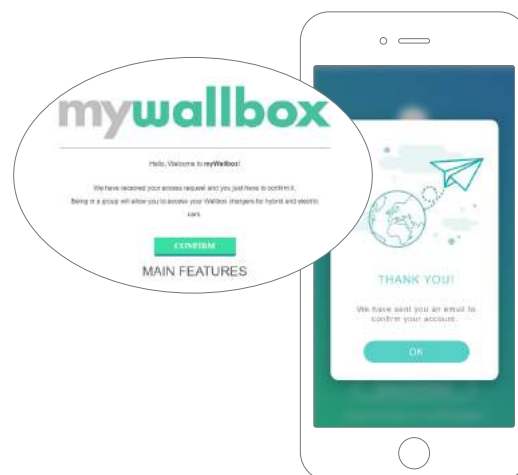 mywallbox
Hello, Welcome to myWallbox!
We have received your access request and you just have to confirm it.
Being in a group will allow you to access your Wallbox chargers for hybrid and electric
cars.
CONFIRM
MAIN FEATURES
THANK YOU!
We have sent you an email to
confirm your account.
OK